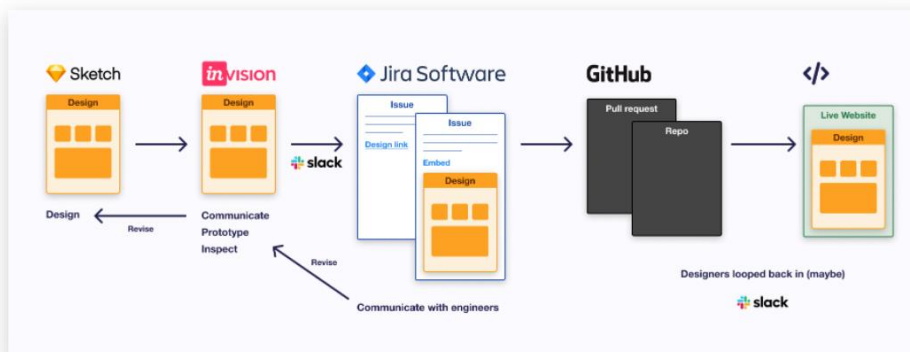 Sketch
Design
Design
Revise
invision
Design
Communicate
Prototype
Inspect
slack
Revise
Jira Software
Issue
Design link
Issue
Embed
Design
Communicate with engineers
GitHub
Pull request
Repo
</>
Live Website
Design
Designers looped back in (maybe)
slack